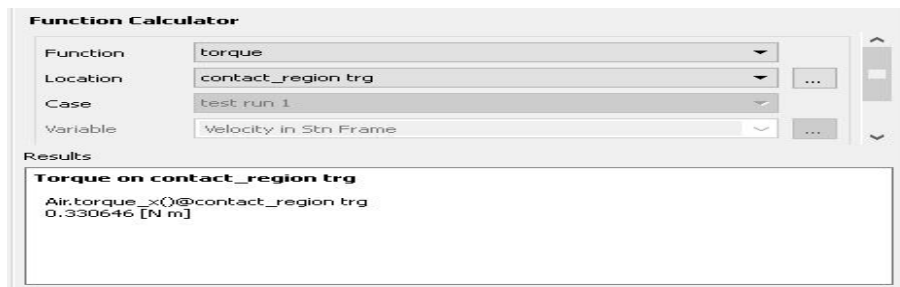 Function Calculator
Function torque
Location contact_region trg ...
Case test run 1
Variable Velocity in Stn Frame ...
Results
Torque on contact_region trg
Air.torque_x()@contact_region trg
0.330646 [N m]